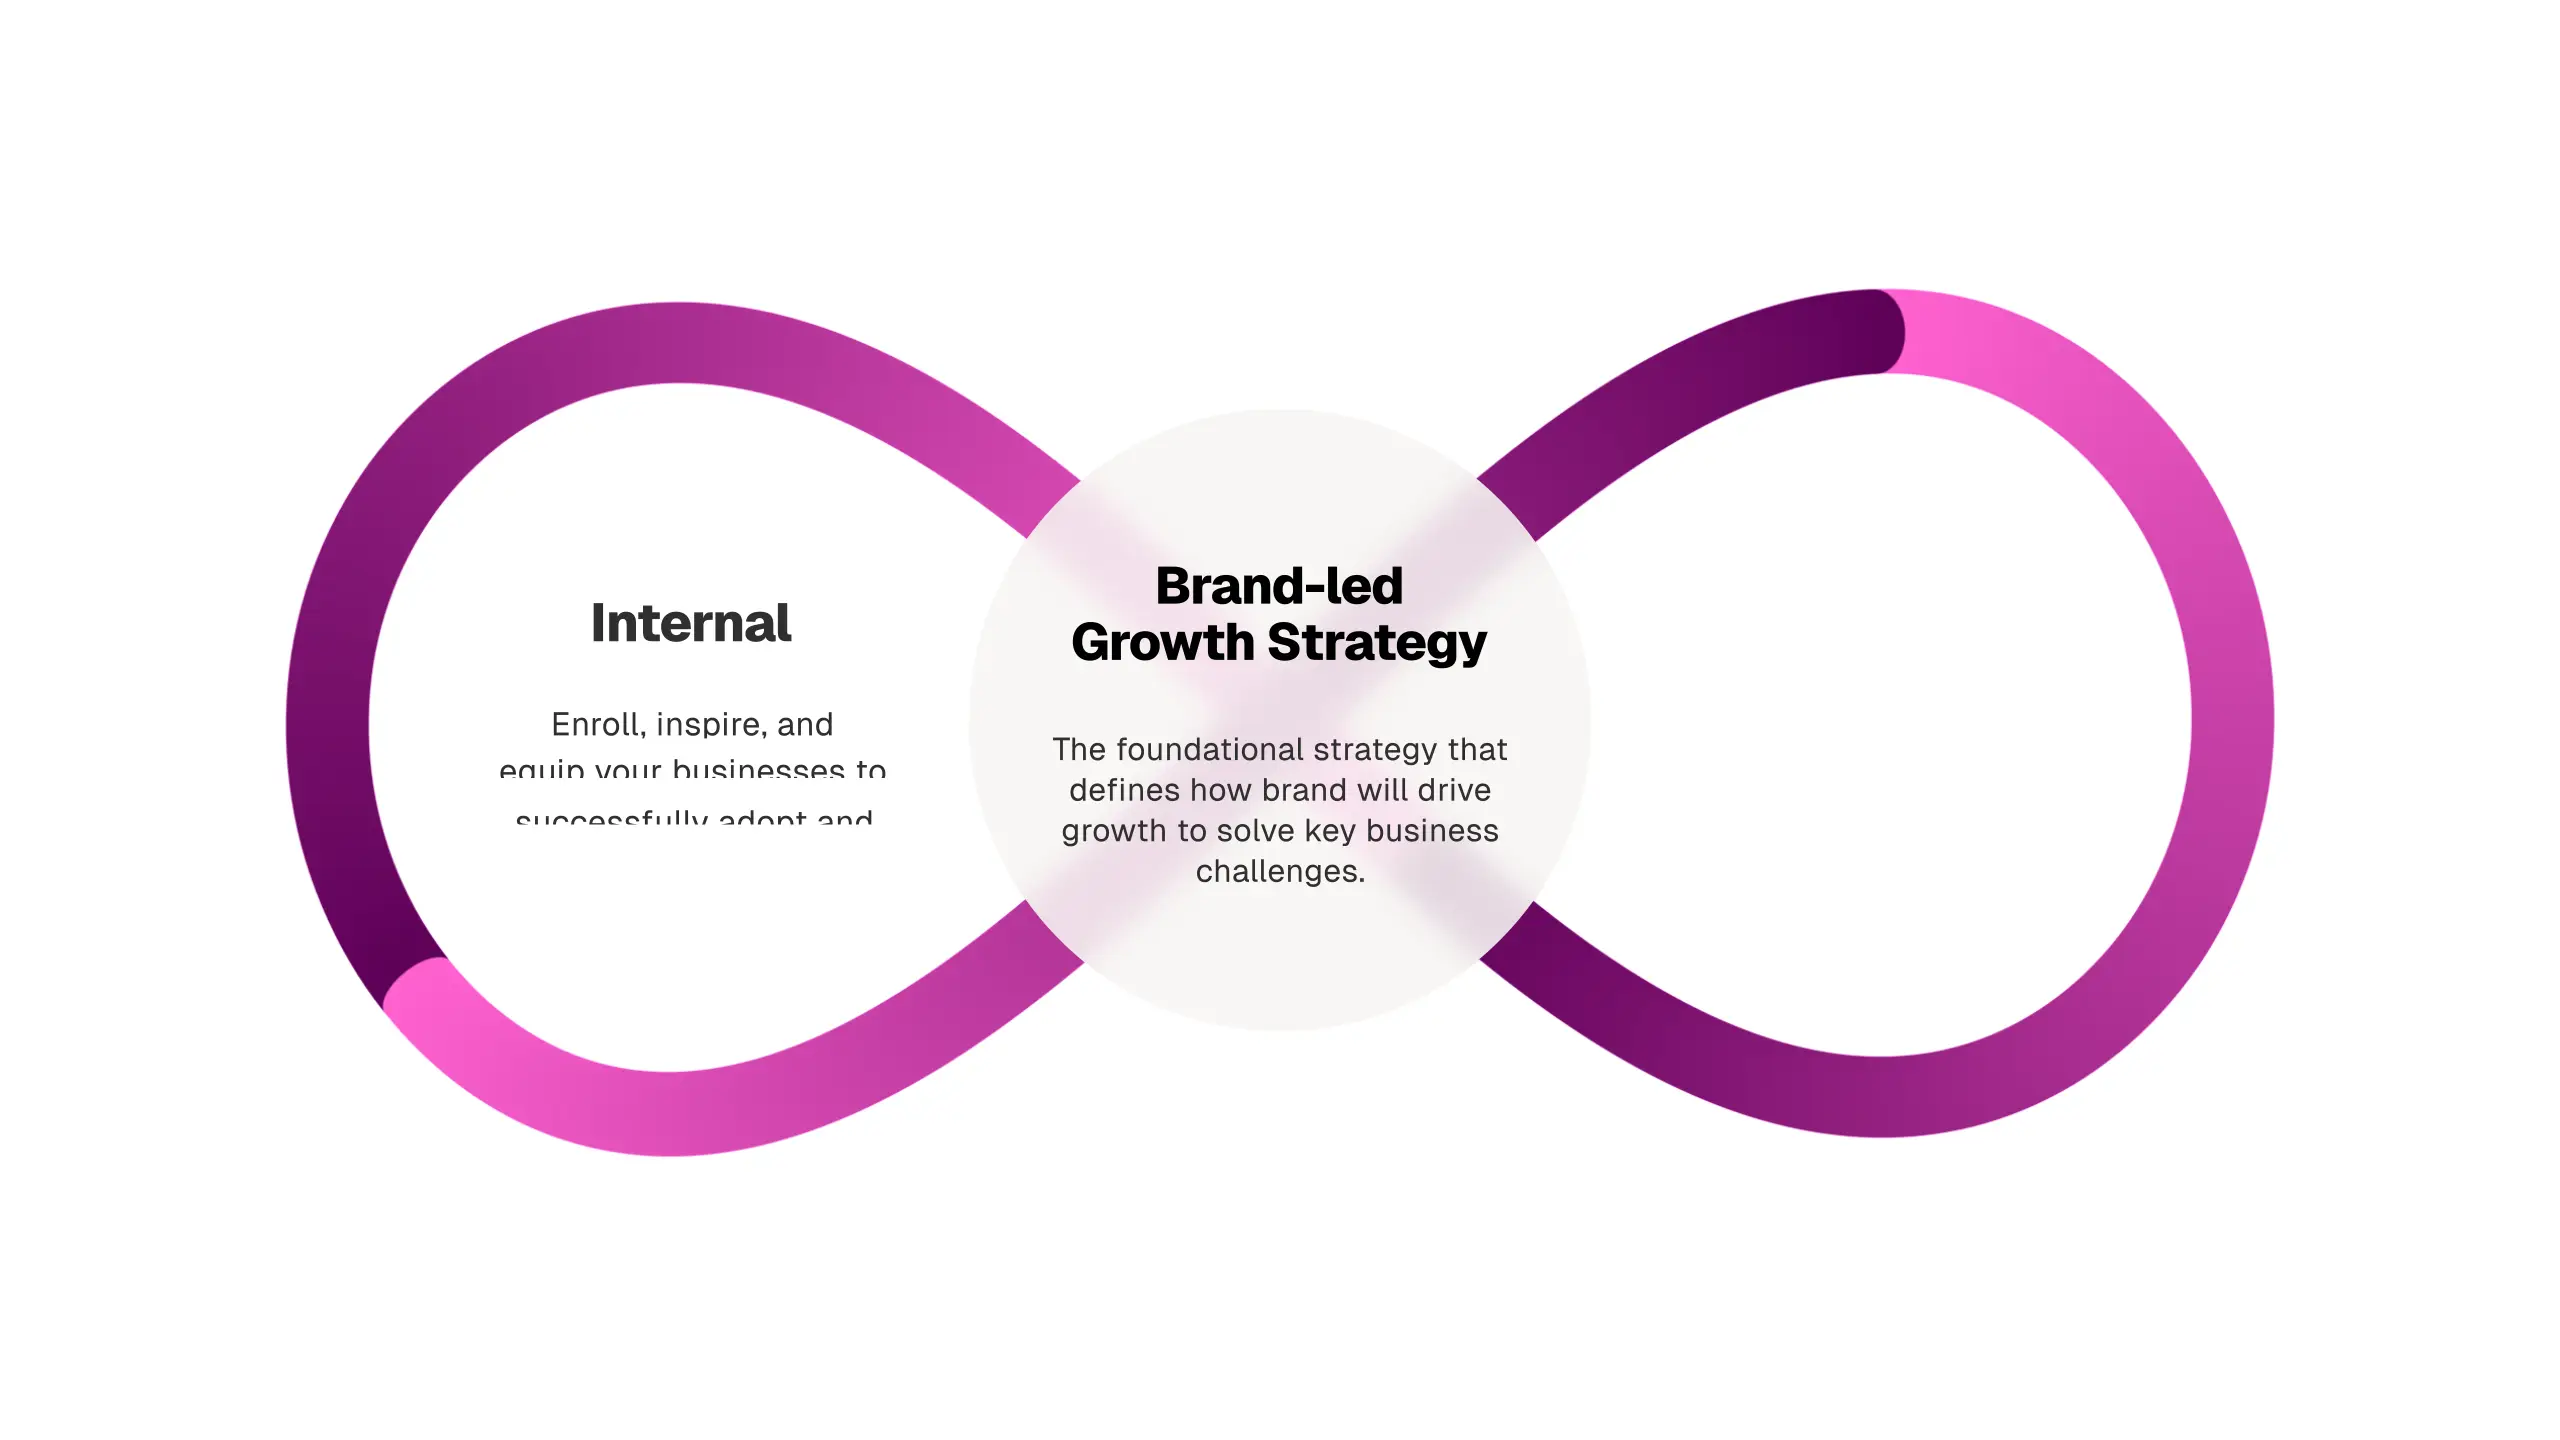 Internal
Enroll, inspire, and
equip your businesses to
successfully adopt and
Brand-led
Growth Strategy
The foundational strategy that
defines how brand will drive
growth to solve key business
challenges.